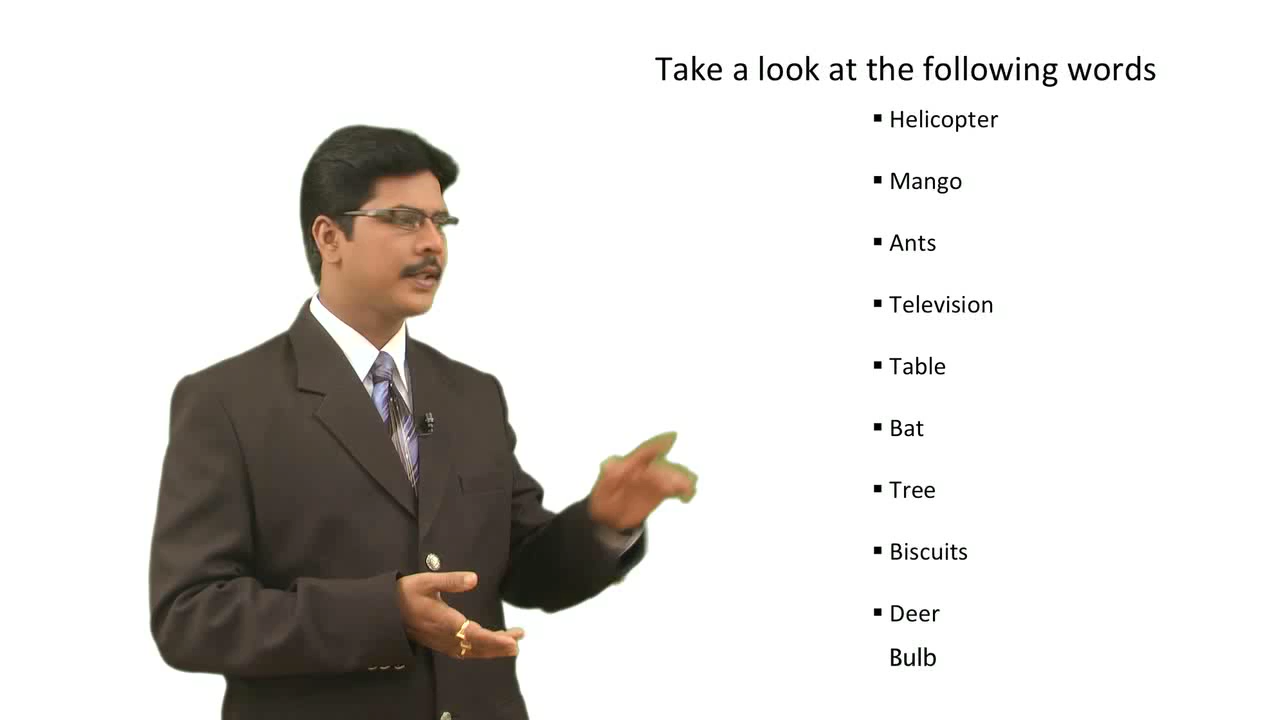 Take a look at the following words
▪ Helicopter
▪ Mango
▪ Ants
▪ Television
▪ Table
▪ Bat
▪ Tree
▪ Biscuits
▪ Deer
Bulb